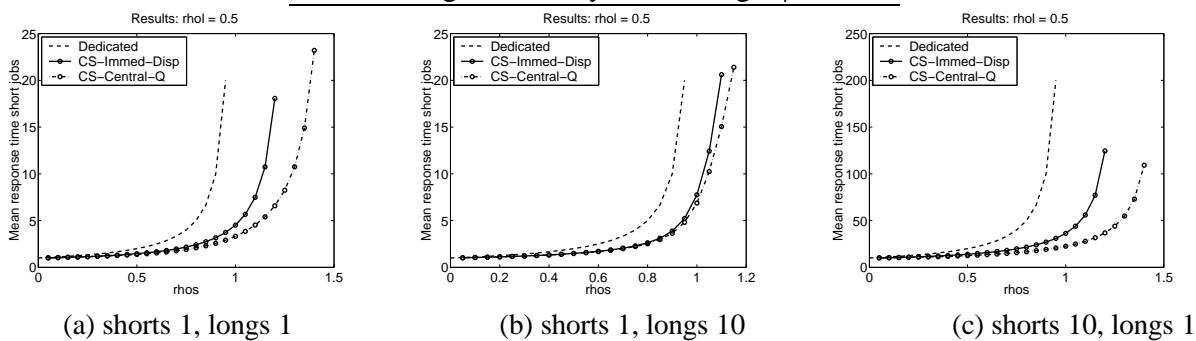 Results: rhol = 0.5
Mean response time short jobs
25
20
15
10
5
0
Dedicated
CS-Immed-Disp
CS-Central-Q
0
0.5
1
1.5
rhos
(a) shorts 1, longs 1
Results: rhol = 0.5
Mean response time short jobs
25
20
15
10
5
0
Dedicated
CS-Immed-Disp
CS-Central-Q
0
0.2
0.4
0.6
0.8
1
1.2
rhos
(b) shorts 1, longs 10
Results: rhol = 0.5
Mean response time short jobs
250
200
150
100
50
0
Dedicated
CS-Immed-Disp
CS-Central-Q
0
0.5
1
1.5
rhos
(c) shorts 10, longs 1